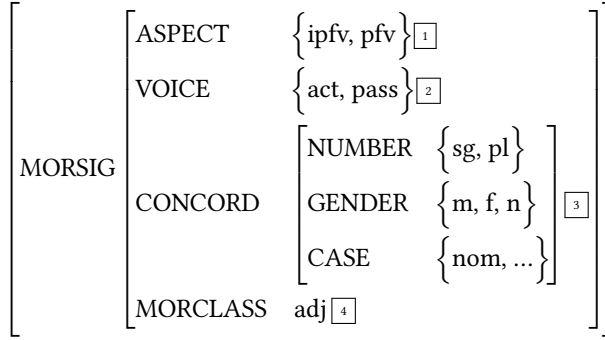 ASPECT {ipfv, pfv} 1
VOICE {act, pass} 2
NUMBER {sg, pl}
MORSIG CONCORD GENDER {m, f, n} 3
CASE {nom, …}
MORCLASS adj 4